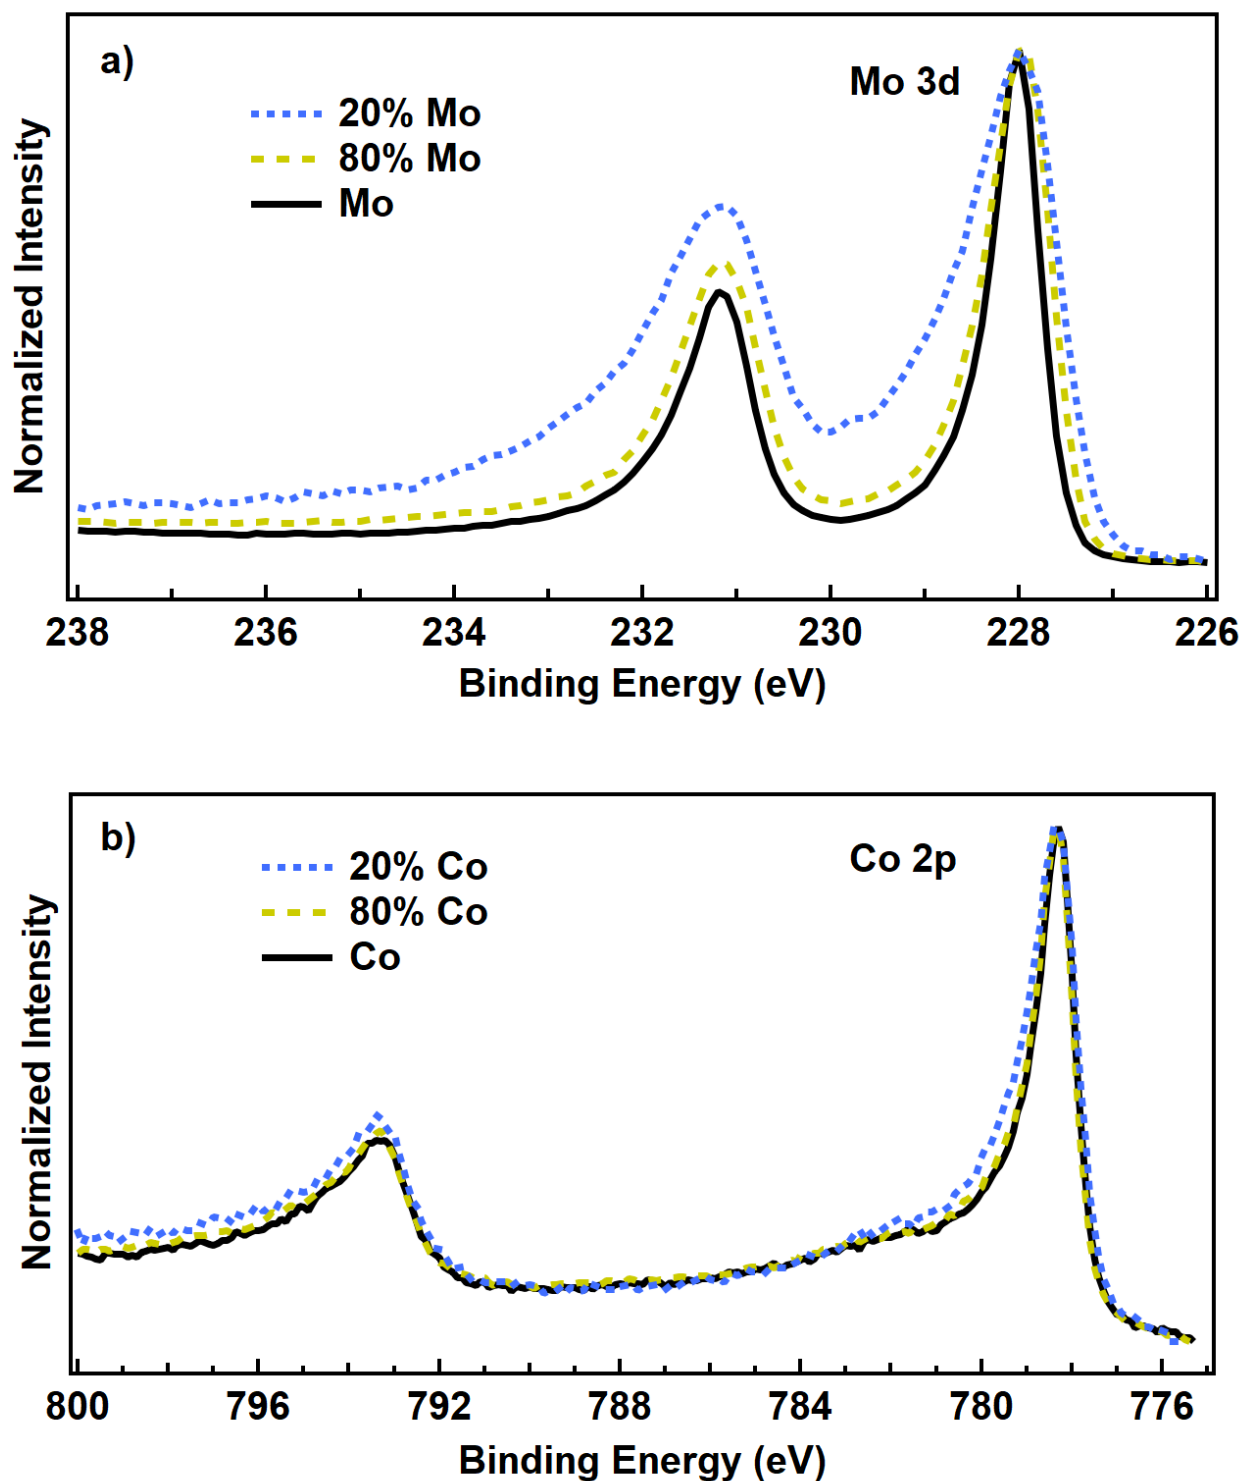 a)
Mo 3d
20% Mo
80% Mo
Mo
Normalized Intensity
238 236 234 232 230 228 226
Binding Energy (eV)
b)
Co 2p
20% Co
80% Co
Co
Normalized Intensity
800 796 792 788 784 780 776
Binding Energy (eV)